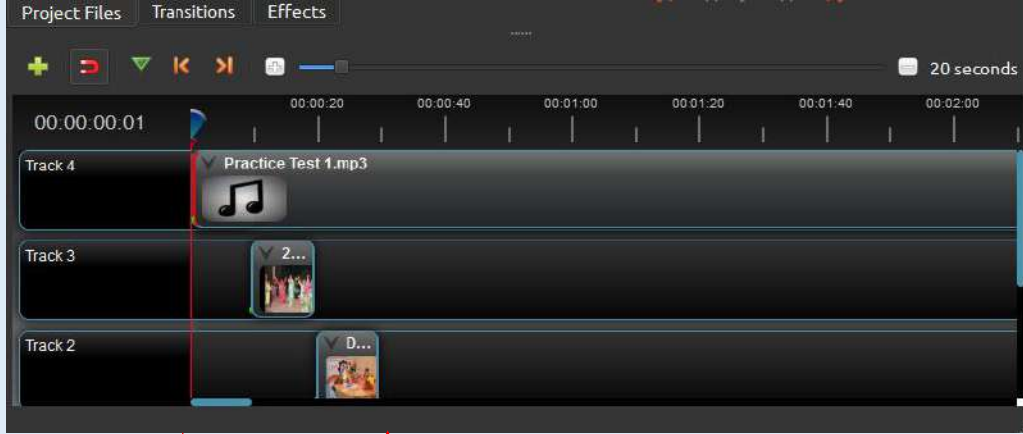 Project Files Transitions Effects
20 seconds
00:00:00.01 00:00:20 00:00:40 00:01:00 00:01:20 00:01:40 00:02:00
Track 4 Practice Test 1.mp3
Track 3 2...
Track 2 D...